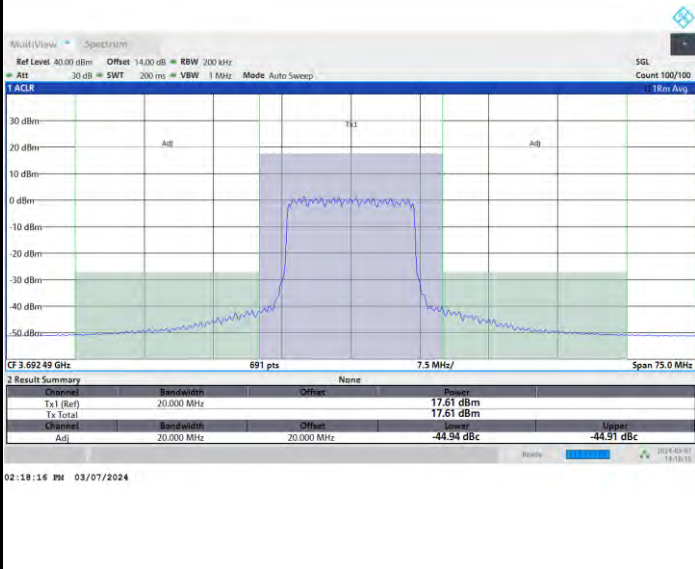 MultiView Spectrum
Ref Level 40.00 dBm Offset 14.00 dB RBW 200 kHz SGL
Att 30 dB SWT 200 ms VBW 1 MHz Mode Auto Sweep Count 100/100
1 ACLR 1Rm Avg
Tx1
Adj Adj
30 dBm
20 dBm
10 dBm
0 dBm
-10 dBm
-20 dBm
-30 dBm
-40 dBm
-50 dBm
CF 3.692 49 GHz 691 pts 7.5 MHz/ Span 75.0 MHz
2 Result Summary None
Channel Bandwidth Offset Power
Tx1 (Ref) 20.000 MHz 17.61 dBm
Tx Total 17.61 dBm
Channel Bandwidth Offset Lower Upper
Adj 20.000 MHz 20.000 MHz -44.94 dBc -44.91 dBc
Ready
02:18:16 PM 03/07/2024